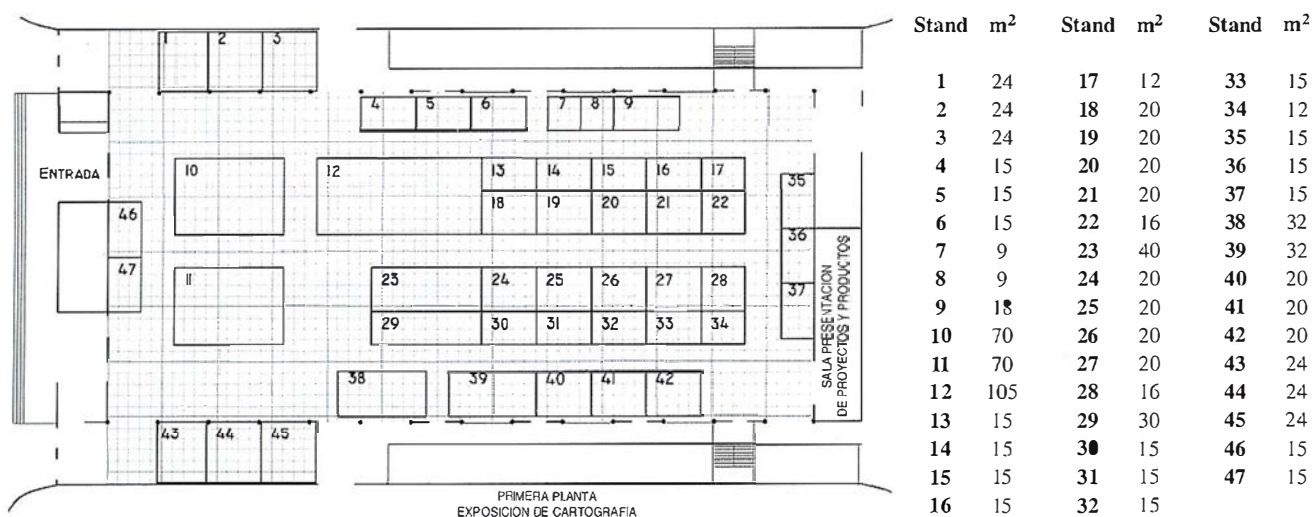 1 2 3
4 5 6 7 8 9
ENTRADA
10 12 13 14 15 16 17
18 19 20 21 22
35
46
36
47
11 23 24 25 26 27 28
37
29 30 31 32 33 34
SALA PRESENTACION
DE PROYECTOS Y PRODUCTOS
38 39 40 41 42
43 44 45
PRIMERA PLANTA
EXPOSICION DE CARTOGRAFIA
Stand m² Stand m² Stand m²
1 24 17 12 33 15
2 24 18 20 34 12
3 24 19 20 35 15
4 15 20 20 36 15
5 15 21 20 37 15
6 15 22 16 38 32
7 9 23 40 39 32
8 9 24 20 40 20
9 18 25 20 41 20
10 70 26 20 42 20
11 70 27 20 43 24
12 105 28 16 44 24
13 15 29 30 45 24
14 15 30 15 46 15
15 15 31 15 47 15
16 15 32 15